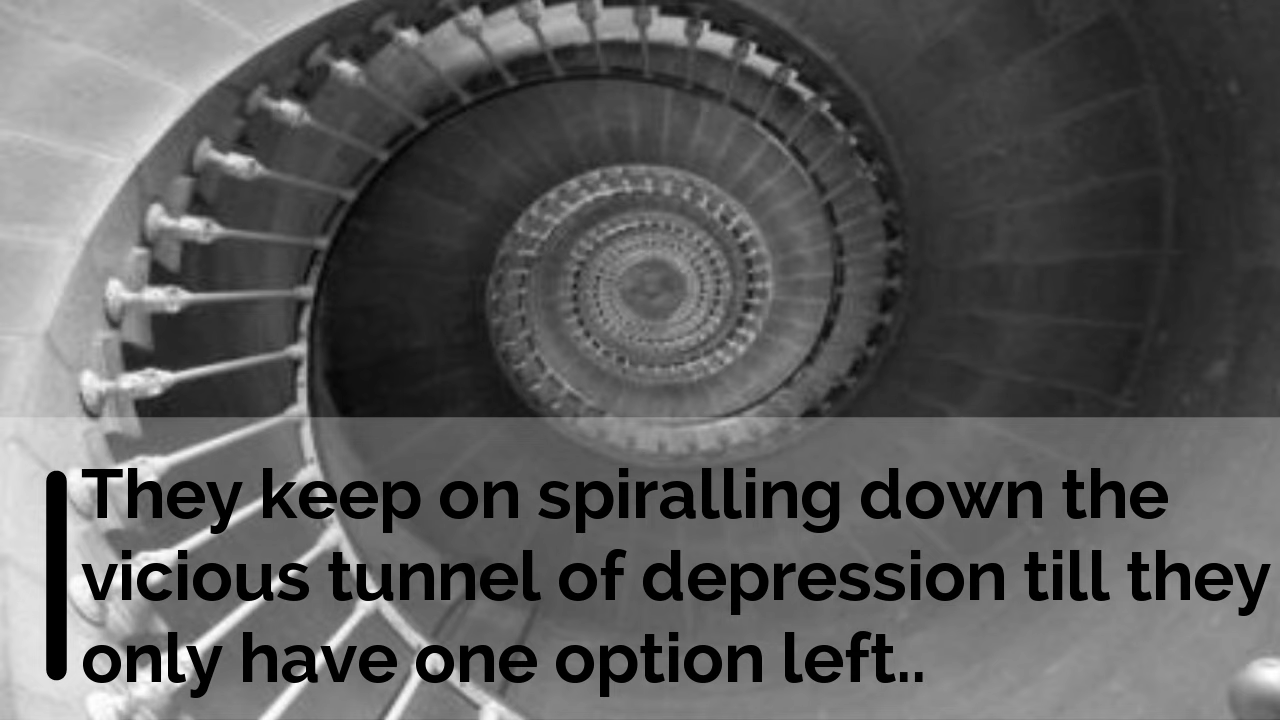 They keep on spiralling down the
vicious tunnel of depression till they
only have one option left..